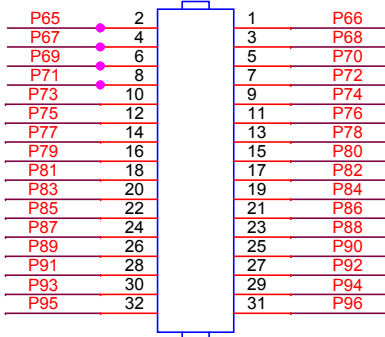 P65 2 1 P66
P67 4 3 P68
P69 6 5 P70
P71 8 7 P72
P73 10 9 P74
P75 12 11 P76
P77 14 13 P78
P79 16 15 P80
P81 18 17 P82
P83 20 19 P84
P85 22 21 P86
P87 24 23 P88
P89 26 25 P90
P91 28 27 P92
P93 30 29 P94
P95 32 31 P96